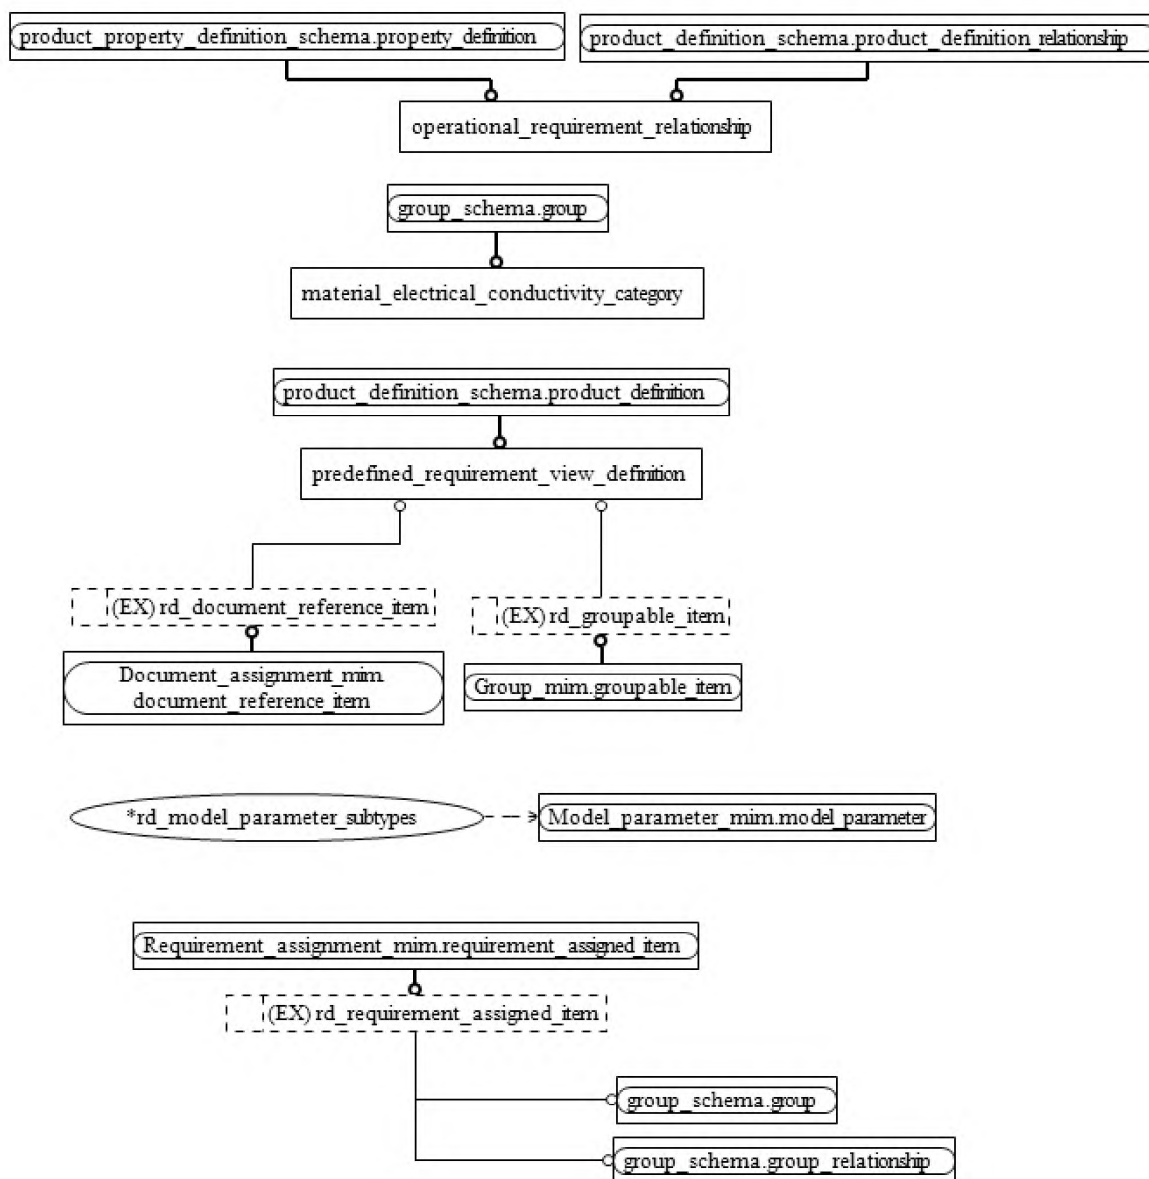 product_property_definition_schema.property_definition
product_definition_schema.product_definition_relationship
operational_requirement_relationship
group_schema.group
material_electrical_conductivity_category
product_definition_schema.product_definition
predefined_requirement_view_definition
(EX) rd_document_reference_item
(EX) rd_groupable_item
Document_assignment_mim.
document_reference_item
Group_mim.groupable_item
*rd_model_parameter_subtypes
Model_parameter_mim.model_parameter
Requirement_assignment_mim.requirement_assigned_item
(EX) rd_requirement_assigned_item
group_schema.group
group_schema.group_relationship